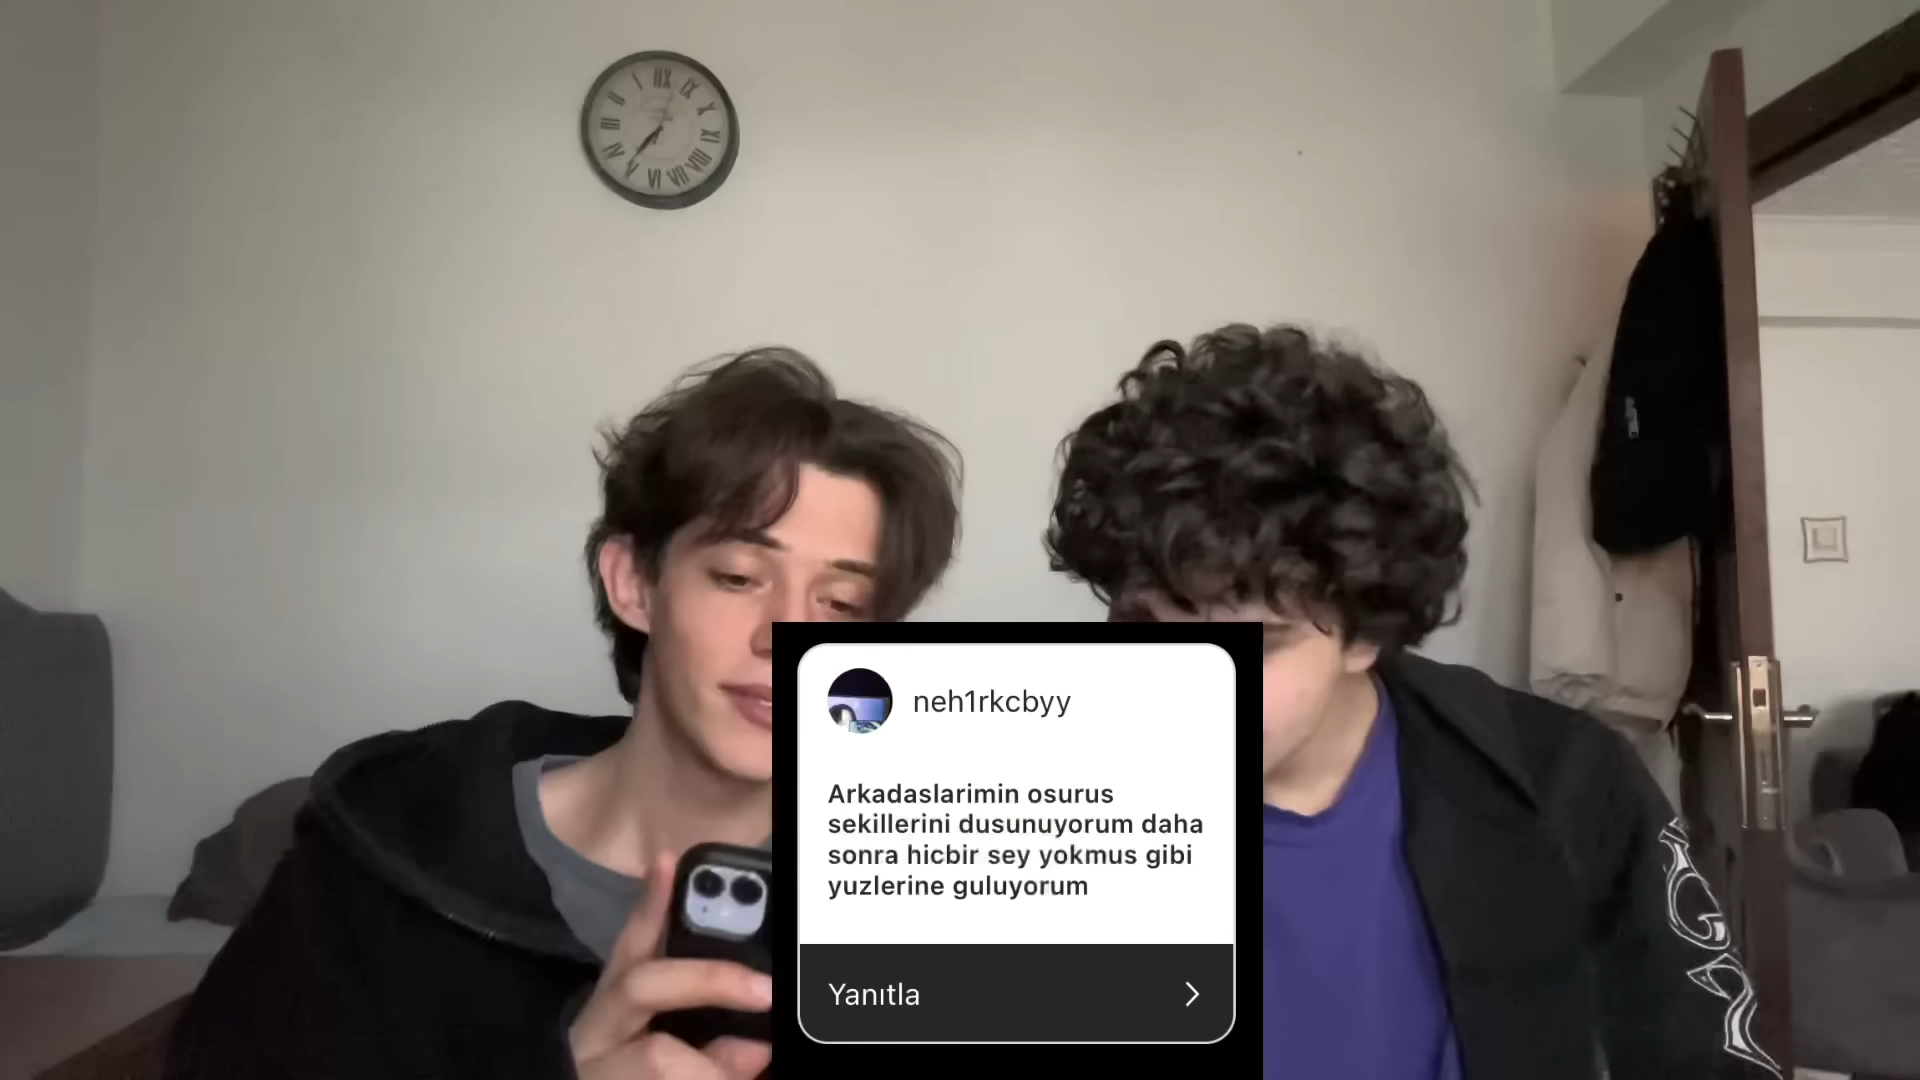 neh1rkcbyy
Arkadaslarimin osurus
sekillerini dusunuyorum daha
sonra hicbir sey yokmus gibi
yuzlerine guluyorum
Yanıtla